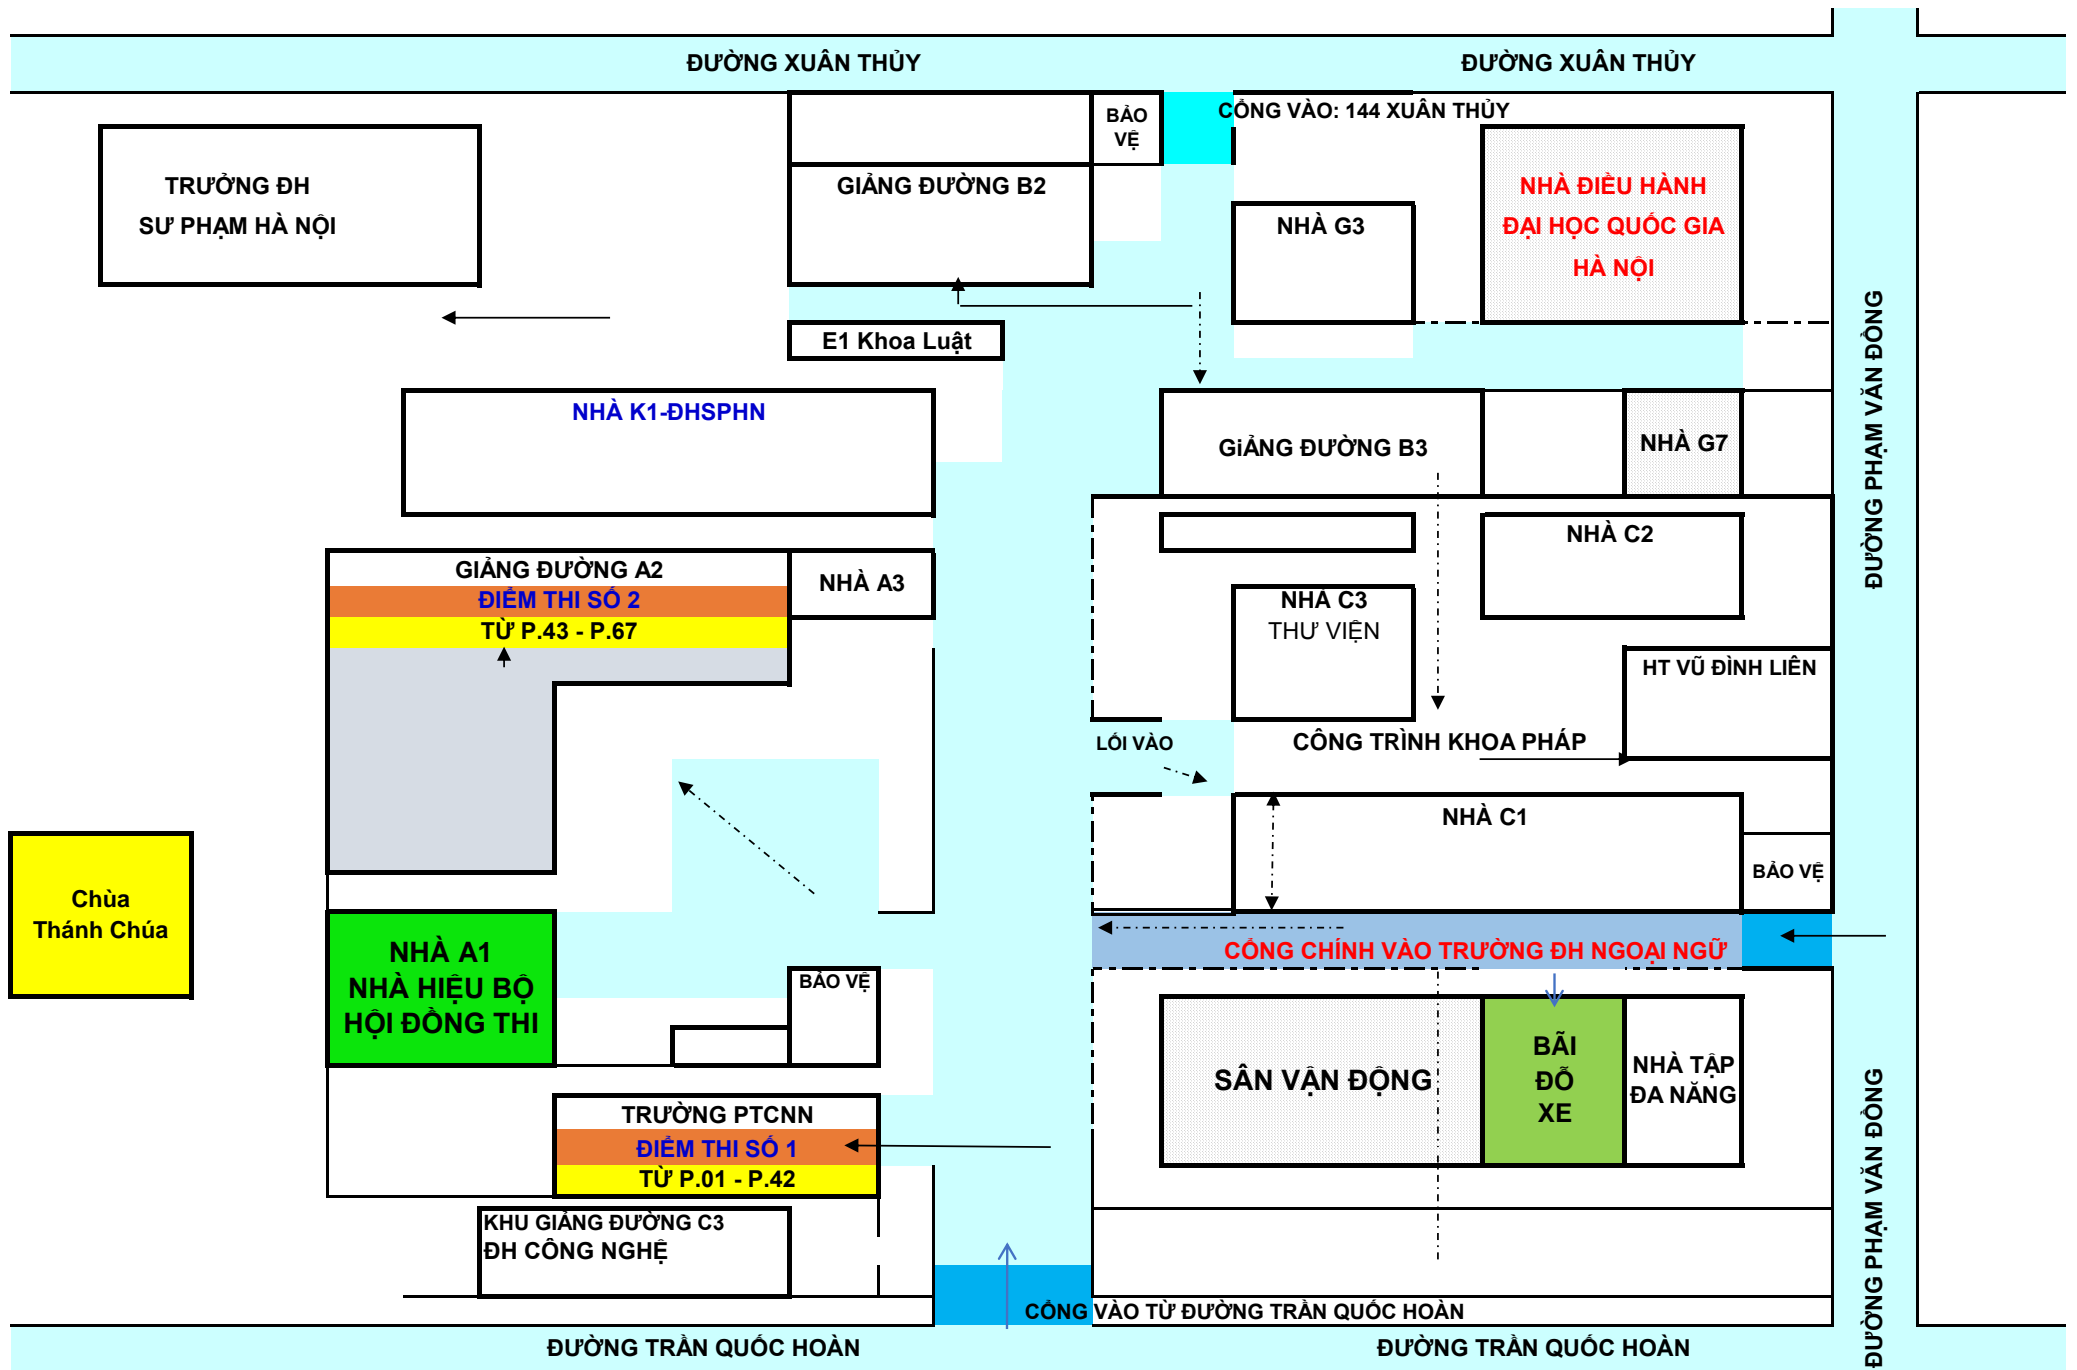 ĐƯỜNG XUÂN THỦY
ĐƯỜNG XUÂN THỦY
BẢO
VỆ
CỔNG VÀO: 144 XUÂN THỦY
TRƯỞNG ĐH
SƯ PHẠM HÀ NỘI
GIẢNG ĐƯỜNG B2
NHÀ G3
NHÀ ĐIỀU HÀNH
ĐẠI HỌC QUỐC GIA
HÀ NỘI
E1 Khoa Luật
ĐƯỜNG PHẠM VĂN ĐỒNG
NHÀ K1-ĐHSPHN
GiẢNG ĐƯỜNG B3
NHÀ G7
GIẢNG ĐƯỜNG A2
ĐIỂM THI SỐ 2
TỪ P.43 - P.67
NHÀ A3
NHÀ C2
NHÀ C3
THƯ VIỆN
HT VŨ ĐÌNH LIÊN
LỐI VÀO
CÔNG TRÌNH KHOA PHÁP
NHÀ C1
BẢO VỆ
Chùa
Thánh Chúa
NHÀ A1
NHÀ HIỆU BỘ
HỘI ĐỒNG THI
CỔNG CHÍNH VÀO TRƯỜNG ĐH NGOẠI NGỮ
BẢO VỆ
SÂN VẬN ĐỘNG
BÃI
ĐỖ
XE
NHÀ TẬP
ĐA NĂNG
TRƯỜNG PTCNN
ĐIỂM THI SỐ 1
TỪ P.01 - P.42
ĐƯỜNG PHẠM VĂN ĐỒNG
KHU GIẢNG ĐƯỜNG C3
ĐH CÔNG NGHỆ
CỔNG VÀO TỪ ĐƯỜNG TRẦN QUỐC HOÀN
ĐƯỜNG TRẦN QUỐC HOÀN
ĐƯỜNG TRẦN QUỐC HOÀN